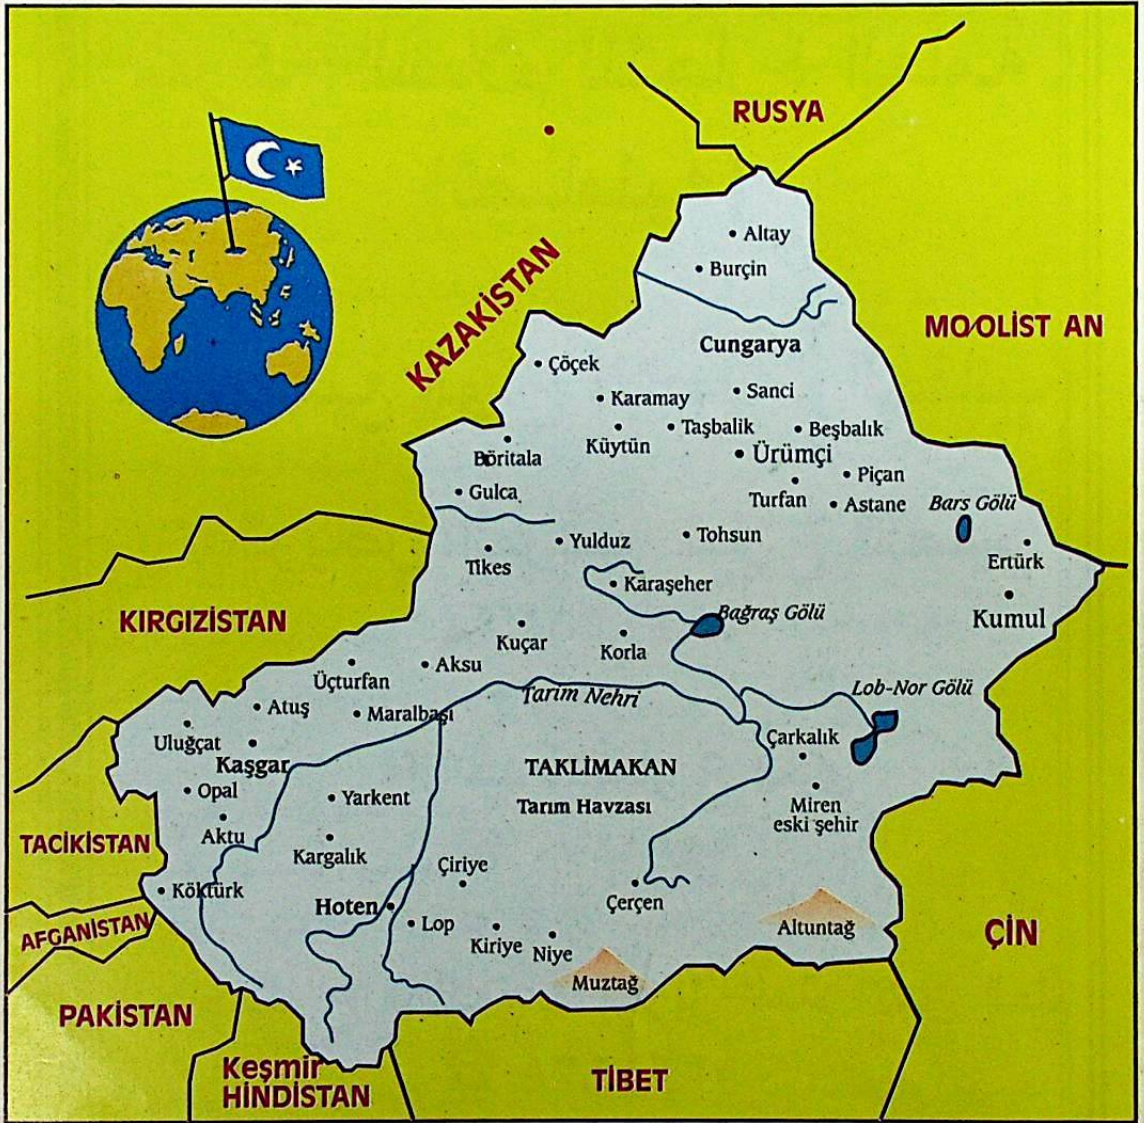 RUSYA
Altay
Burçin
KAZAKİSTAN
MOĞOLİST AN
Cungarya
Çöçek
Karamay
Sanci
Küytün
Taşbalik
Beşbalık
Ürümçi
Böritala
Piçan
Gulca
Turfan
Astane
Bars Gölü
Yulduz
Tohsun
Tikes
Ertürk
Karaşeher
KIRGIZİSTAN
Bağraş Gölü
Kumul
Kuçar
Korla
Aksu
Üçturfan
Tarım Nehri
Lob-Nor Gölü
Atuş
Maralbaşı
Uluğçat
Çarkalık
Kaşgar
TAKLİMAKAN
Opal
Yarkent
Tarım Havzası
Miren
eski şehir
Aktu
TACİKİSTAN
Kargalık
Çiriye
Köktürk
Hoten
Çerçen
Lop
Altuntağ
AFGANİSTAN
Kiriye
Niye
ÇİN
Muztağ
PAKİSTAN
Keşmir
HİNDİSTAN
TİBET